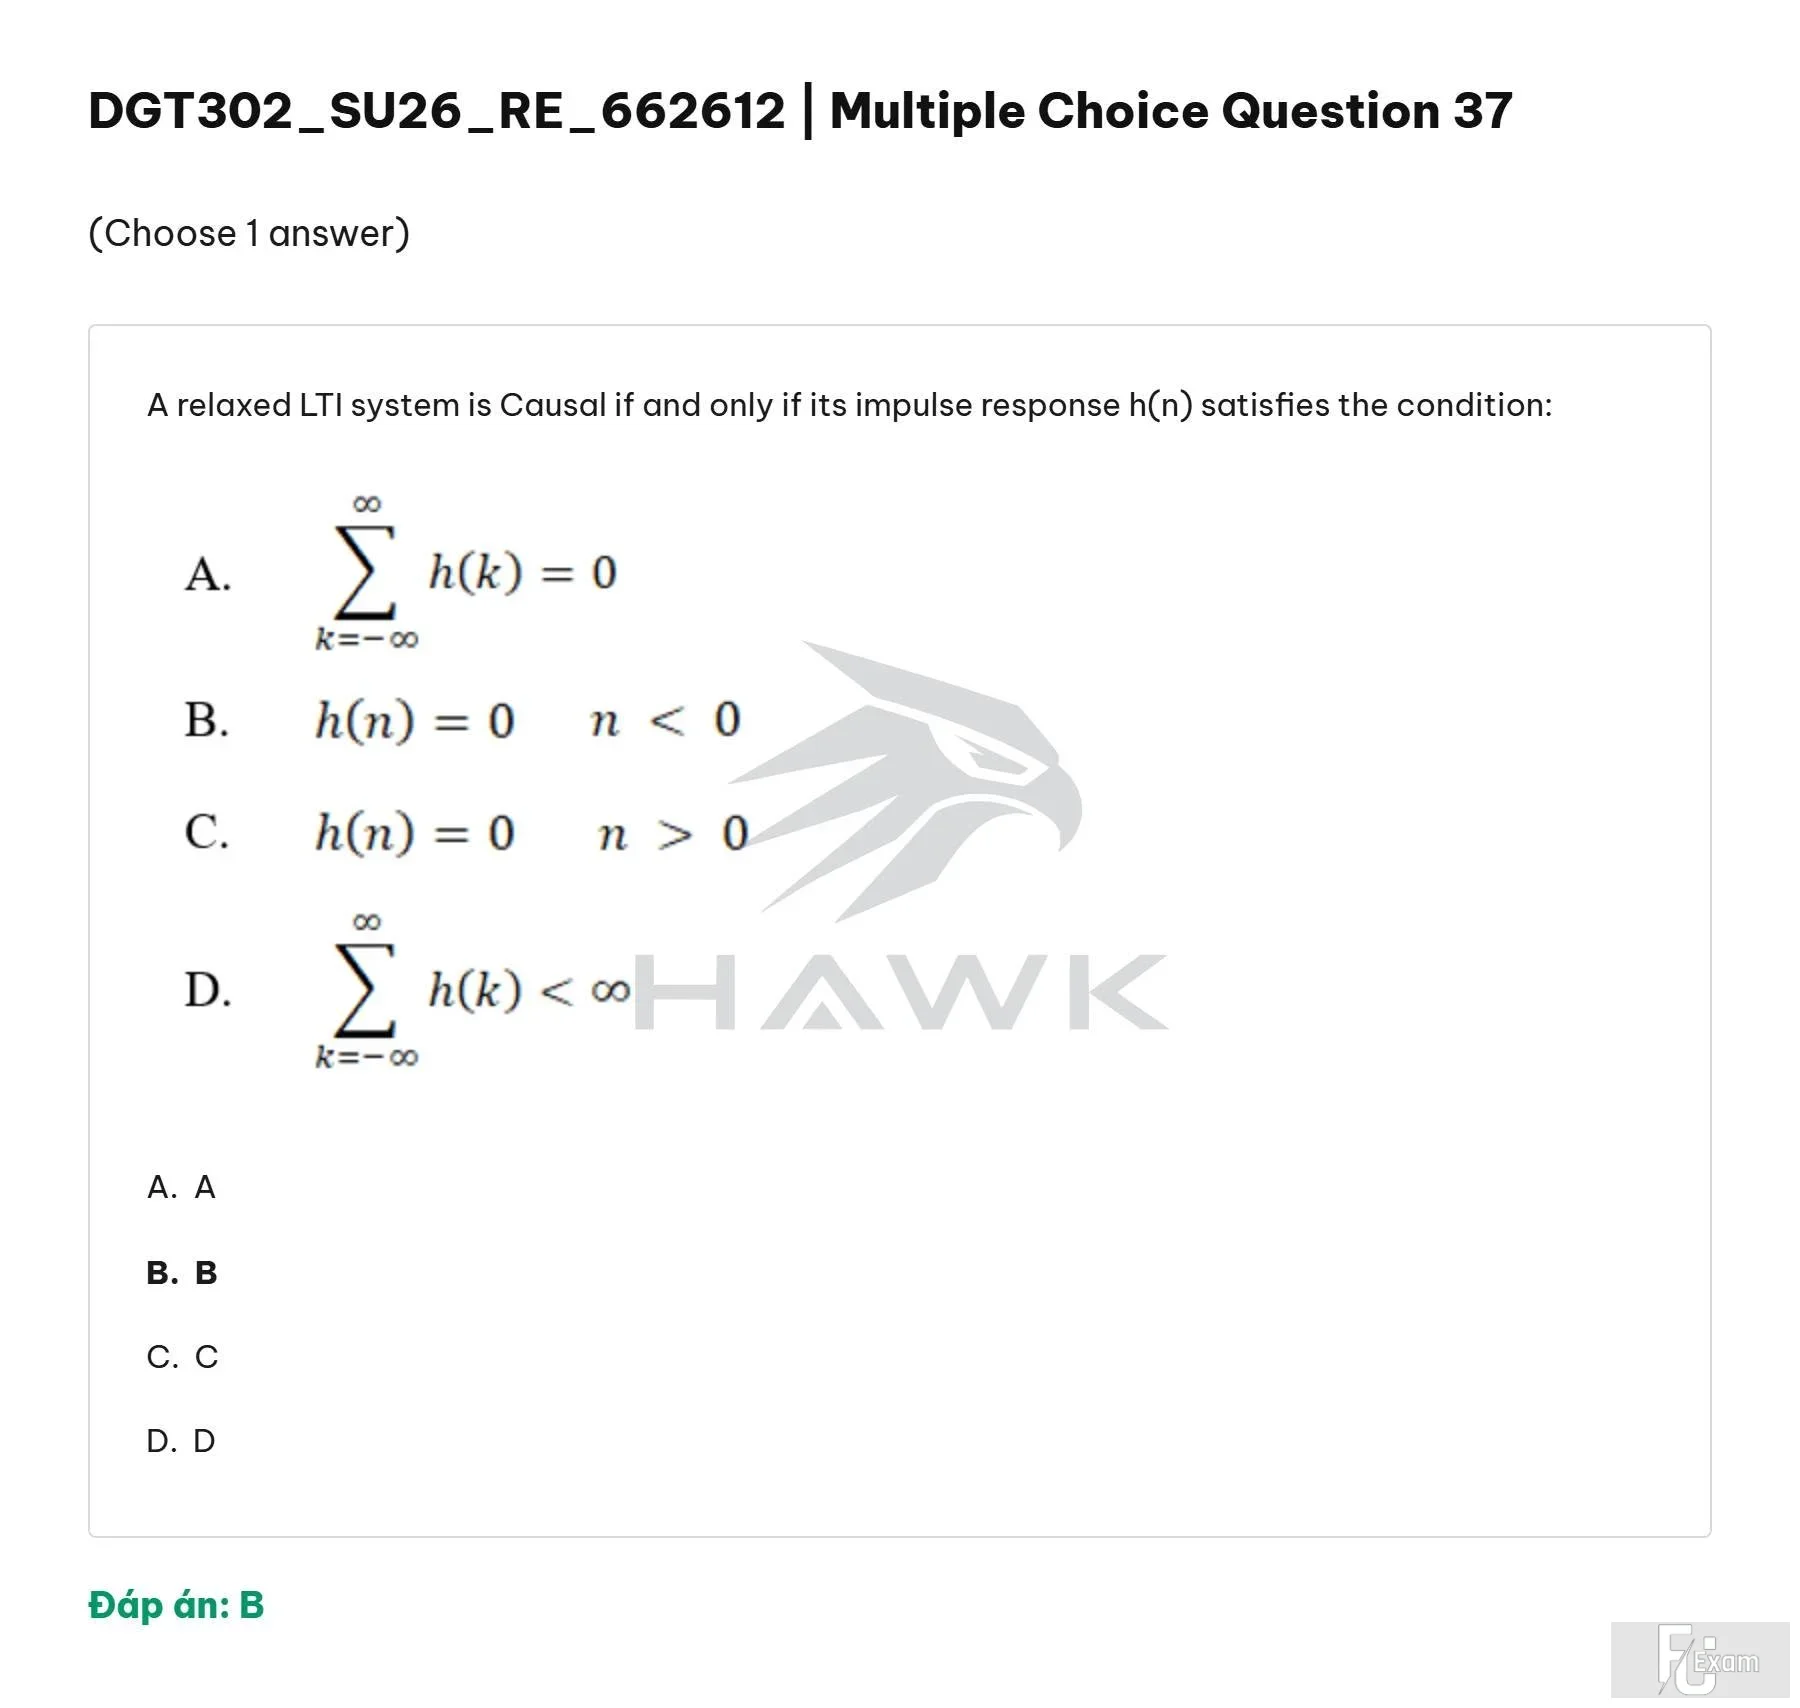 DGT302_SU26_RE_662612 | Multiple Choice Question 37
(Choose 1 answer)
A relaxed LTI system is Causal if and only if its impulse response h(n) satisfies the condition:
A. ∑_{k=−∞}^{∞} h(k) = 0
B. h(n) = 0 n < 0
C. h(n) = 0 n > 0
D. ∑_{k=−∞}^{∞} h(k) < ∞
HAWK
A. A
B. B
C. C
D. D
Đáp án: B
FU Exam